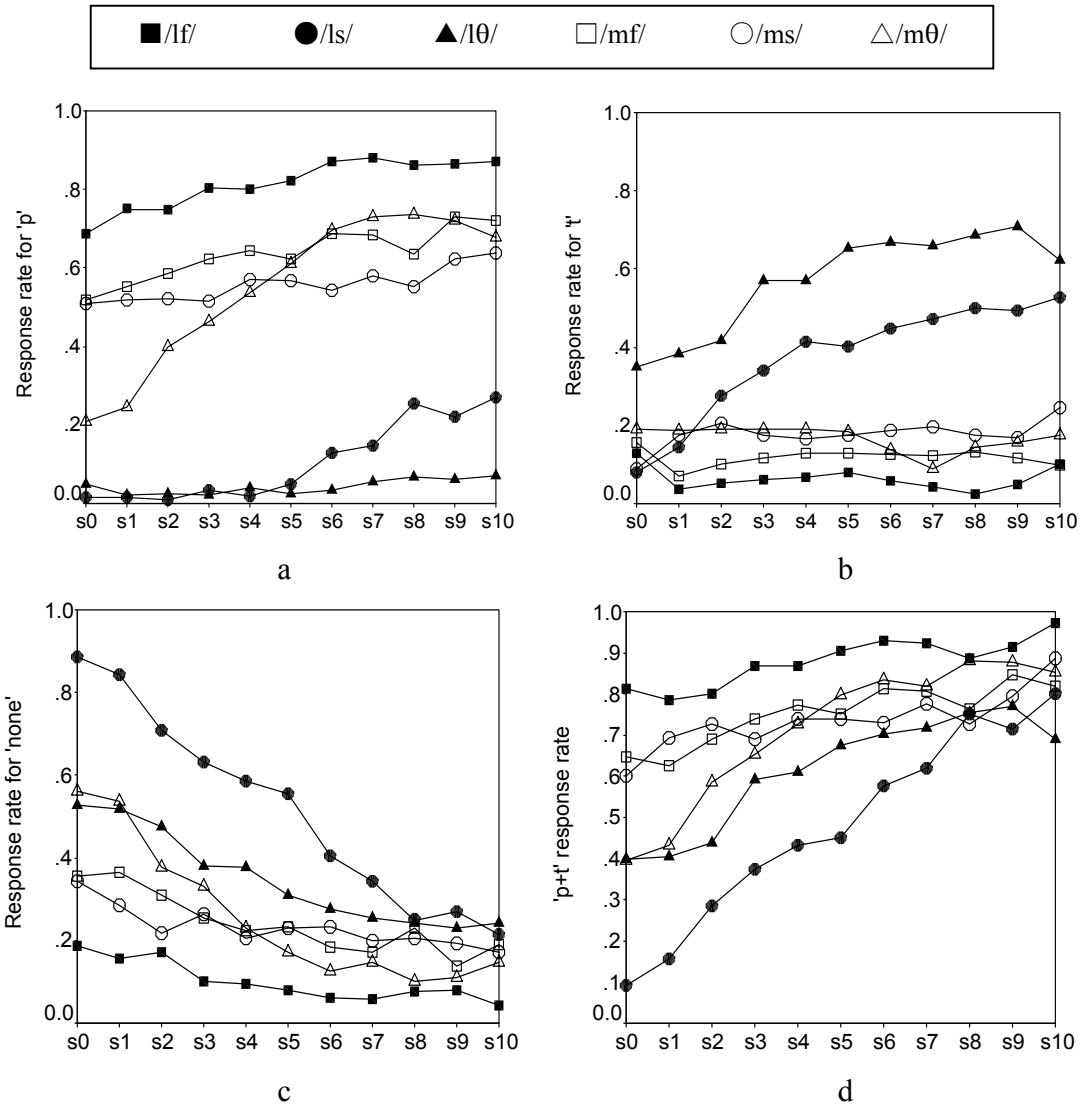 ■/lf/ ●/ls/ ▲/lθ/ □/mf/ ○/ms/ △/mθ/
Response rate for 'p'
1.0
.8
.6
.4
.2
0.0
s0 s1 s2 s3 s4 s5 s6 s7 s8 s9 s10
a
Response rate for 't'
1.0
.8
.6
.4
.2
0.0
s0 s1 s2 s3 s4 s5 s6 s7 s8 s9 s10
b
Response rate for 'none'
1.0
.8
.6
.4
.2
0.0
s0 s1 s2 s3 s4 s5 s6 s7 s8 s9 s10
c
'p+t' response rate
1.0
.9
.8
.7
.6
.5
.4
.3
.2
.1
0.0
s0 s1 s2 s3 s4 s5 s6 s7 s8 s9 s10
d